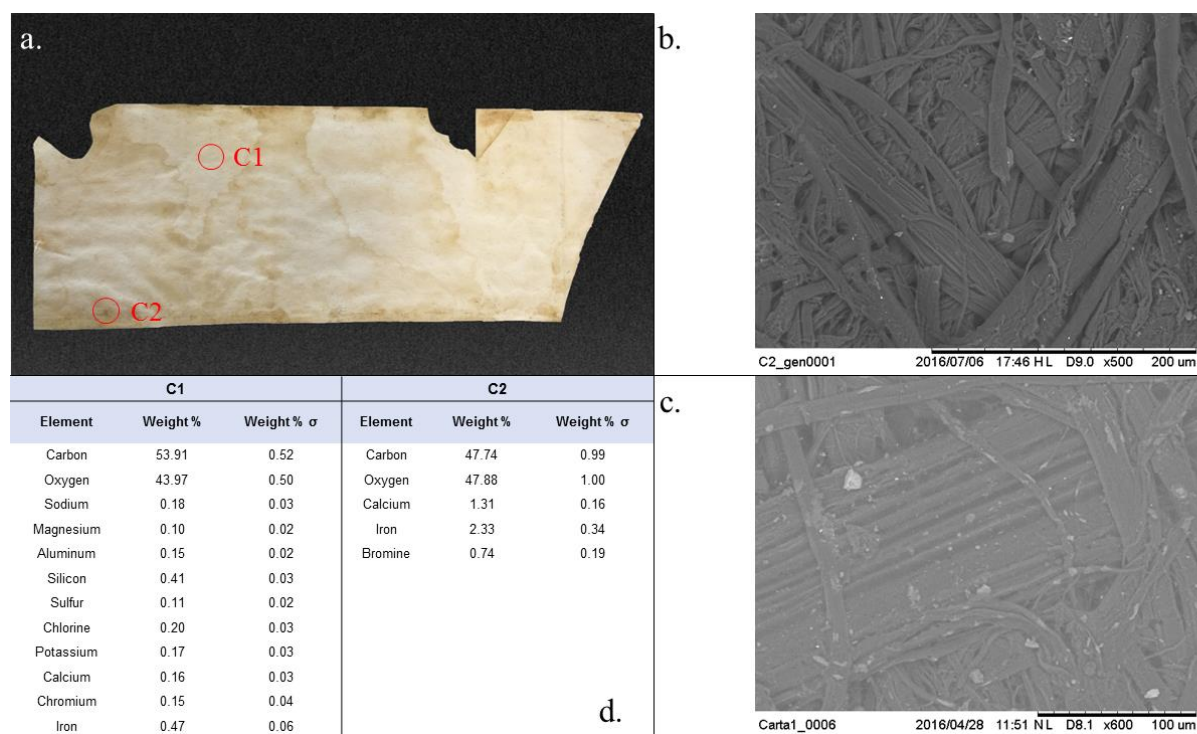 a.
C1
C2
b.
C2_gen0001 2016/07/06 17:46 H L D9.0 x500 200 um
C1 C2
Element Weight % Weight % σ Element Weight % Weight % σ
Carbon 53.91 0.52 Carbon 47.74 0.99
Oxygen 43.97 0.50 Oxygen 47.88 1.00
Sodium 0.18 0.03 Calcium 1.31 0.16
Magnesium 0.10 0.02 Iron 2.33 0.34
Aluminum 0.15 0.02 Bromine 0.74 0.19
Silicon 0.41 0.03
Sulfur 0.11 0.02
Chlorine 0.20 0.03
Potassium 0.17 0.03
Calcium 0.16 0.03
Chromium 0.15 0.04
Iron 0.47 0.06
d.
c.
Carta1_0006 2016/04/28 11:51 N L D8.1 x600 100 um